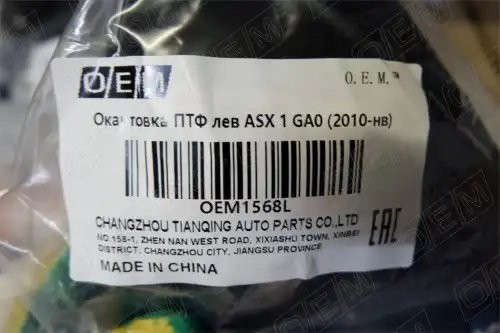 OEM O.E.M.™
Окантовка ПТФ лев ASX 1 GA0 (2010-нв)
OEM1568L
CHANGZHOU TIANQING AUTO PARTS CO.,LTD
NO 158-1, ZHEN NAN WEST ROAD, XIXIASHU TOWN, XINBEI
DISTRICT, CHANGZHOU CITY, JIANGSU PROVINCE
MADE IN CHINA
EAC